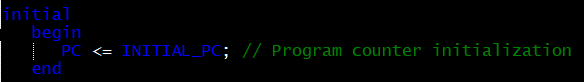 initial
begin
PC <= INITIAL_PC; // Program counter initialization
end